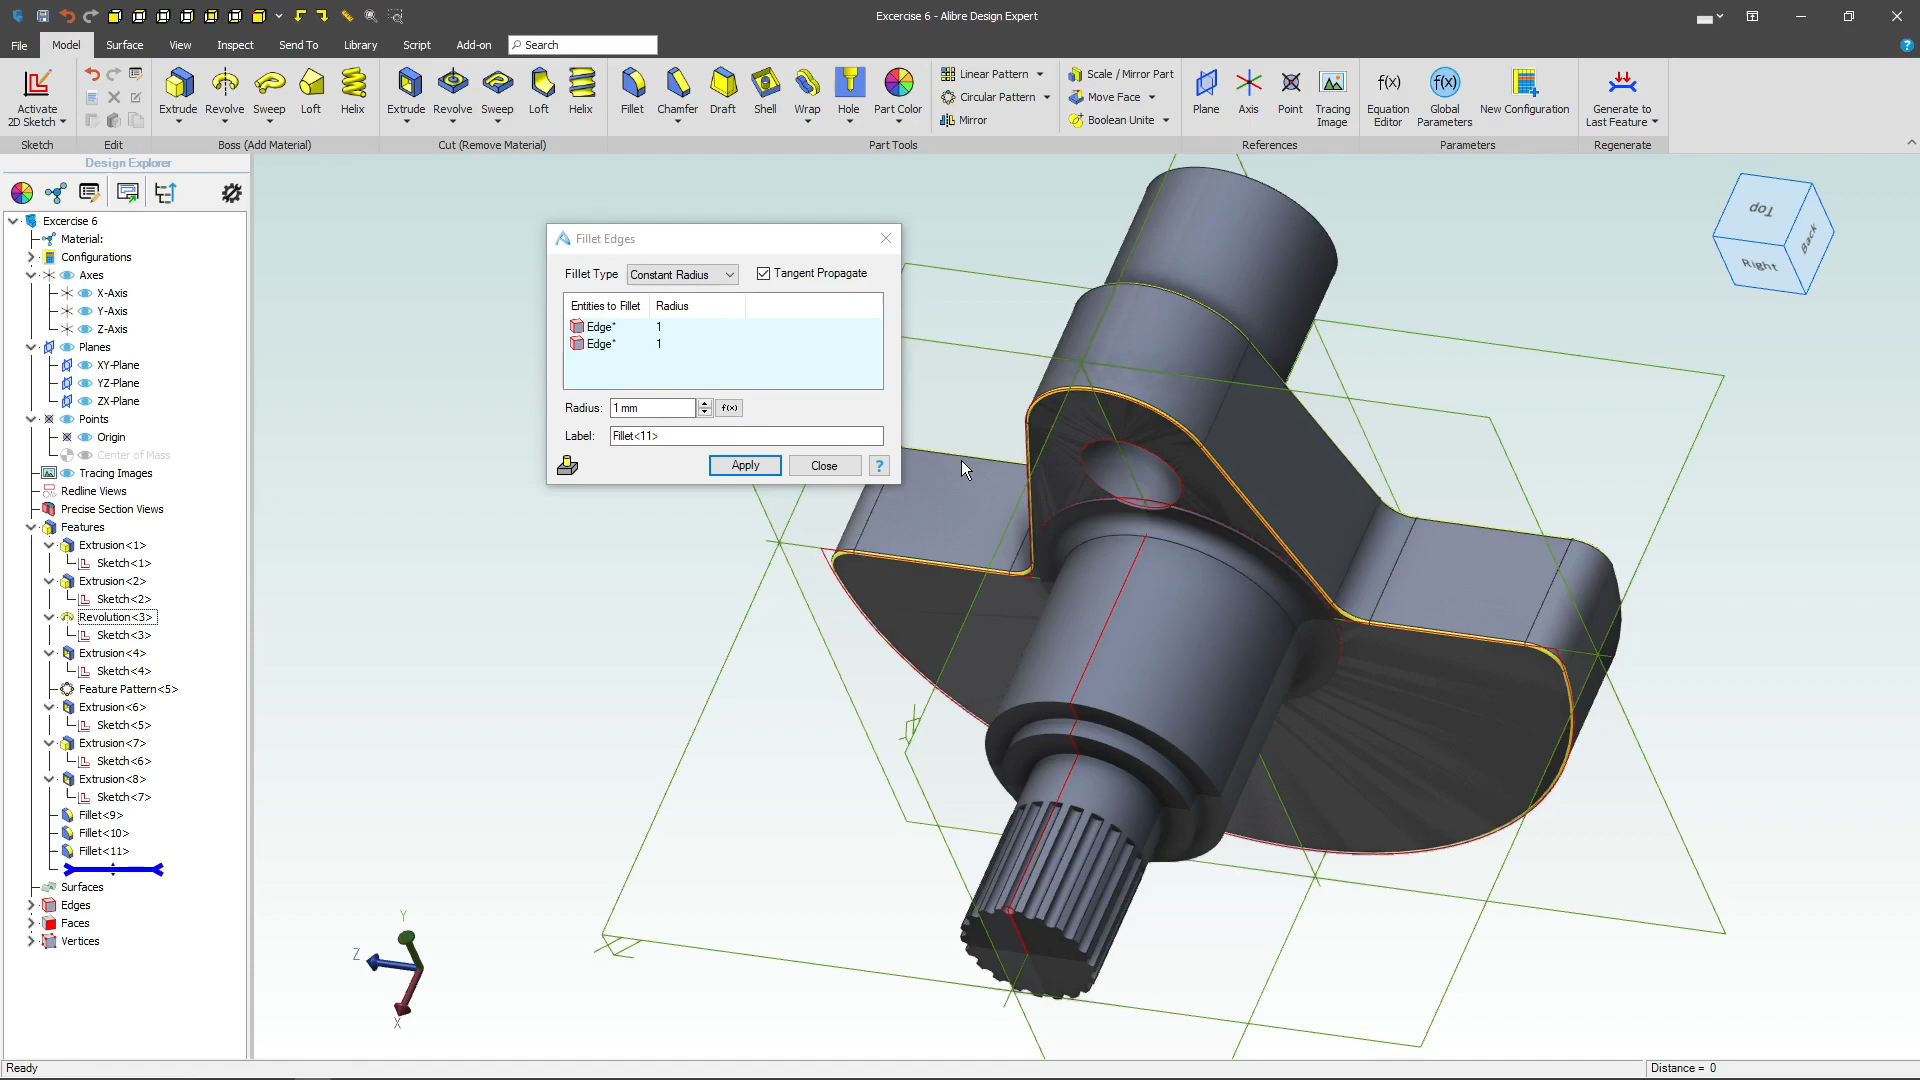 Excercise 6 - Alibre Design Expert
File
Model
Surface
View
Inspect
Send To
Library
Script
Add-on
Search
Activate
2D Sketch
Sketch
Edit
Extrude
Revolve
Sweep
Loft
Helix
Boss (Add Material)
Extrude
Revolve
Sweep
Loft
Helix
Cut (Remove Material)
Fillet
Chamfer
Draft
Shell
Wrap
Hole
Part Color
Linear Pattern
Circular Pattern
Mirror
Scale / Mirror Part
Move Face
Boolean Unite
Part Tools
Plane
Axis
Point
Tracing
Image
References
f(x)
Equation
Editor
f(x)
Global
Parameters
New Configuration
Parameters
Generate to
Last Feature
Regenerate
Design Explorer
Excercise 6
Material:
Configurations
Axes
X-Axis
Y-Axis
Z-Axis
Planes
XY-Plane
YZ-Plane
ZX-Plane
Points
Origin
Center of Mass
Tracing Images
Redline Views
Precise Section Views
Features
Extrusion<1>
Sketch<1>
Extrusion<2>
Sketch<2>
Revolution<3>
Sketch<3>
Extrusion<4>
Sketch<4>
Feature Pattern<5>
Extrusion<6>
Sketch<5>
Extrusion<7>
Sketch<6>
Extrusion<8>
Sketch<7>
Fillet<9>
Fillet<10>
Fillet<11>
Surfaces
Edges
Faces
Vertices
Fillet Edges
Fillet Type
Constant Radius
Tangent Propagate
Entities to Fillet
Radius
Edge*
1
Edge*
1
Radius:
1 mm
f(x)
Label:
Fillet<11>
Apply
Close
?
Top
Right
Back
Y
Z
X
Ready
Distance = 0